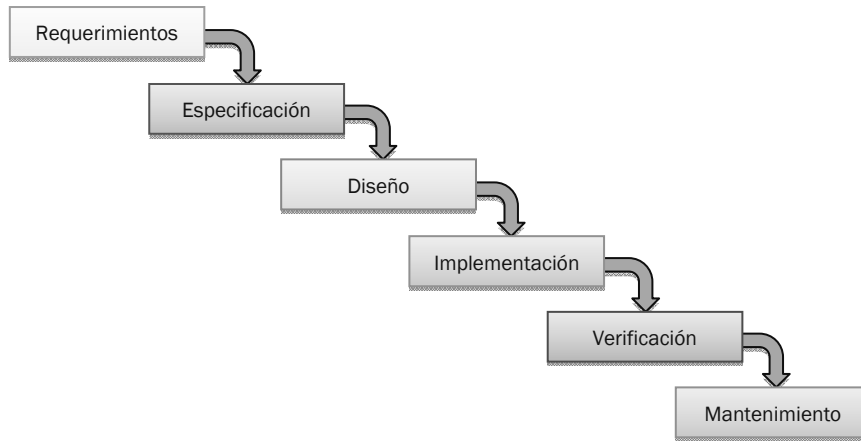 Requerimientos
Especificación
Diseño
Implementación
Verificación
Mantenimiento